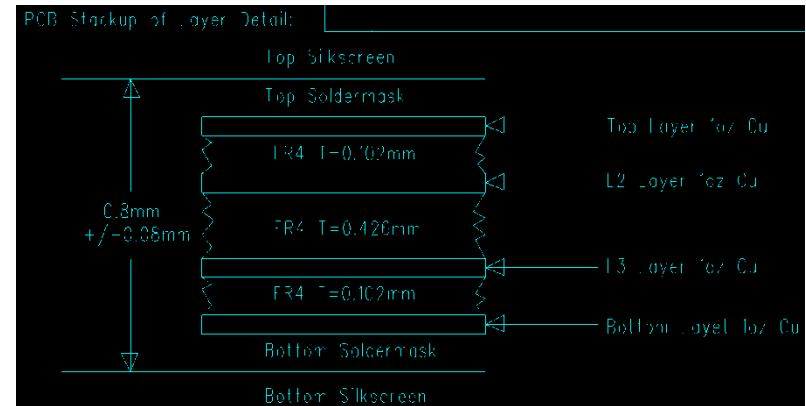 PCB Stackup of Layer Detail:
Top Silkscreen
Top Soldermask
Top Layer 1oz Cu
FR4 T=0.102mm
L2 Layer 1oz Cu
0.8mm
+/-0.08mm
FR4 T=0.426mm
L3 Layer 1oz Cu
FR4 T=0.102mm
Bottom Layer 1oz Cu
Bottom Soldermask
Bottom Silkscreen